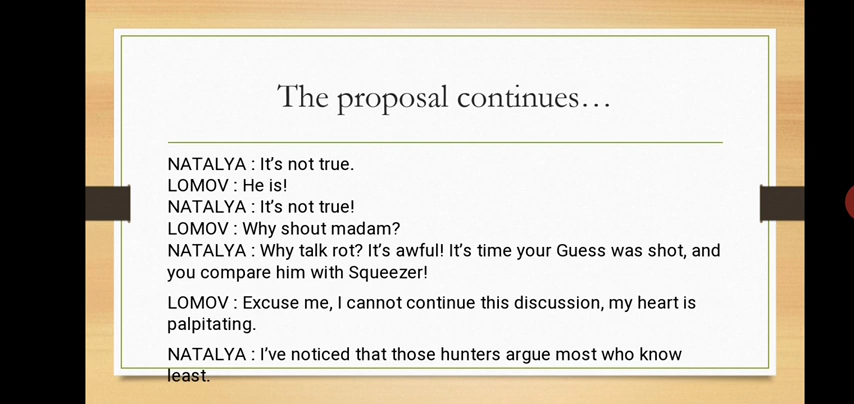 The proposal continues…
NATALYA : It’s not true.
LOMOV : He is!
NATALYA : It’s not true!
LOMOV : Why shout madam?
NATALYA : Why talk rot? It’s awful! It’s time your Guess was shot, and
you compare him with Squeezer!
LOMOV : Excuse me, I cannot continue this discussion, my heart is
palpitating.
NATALYA : I’ve noticed that those hunters argue most who know
least.